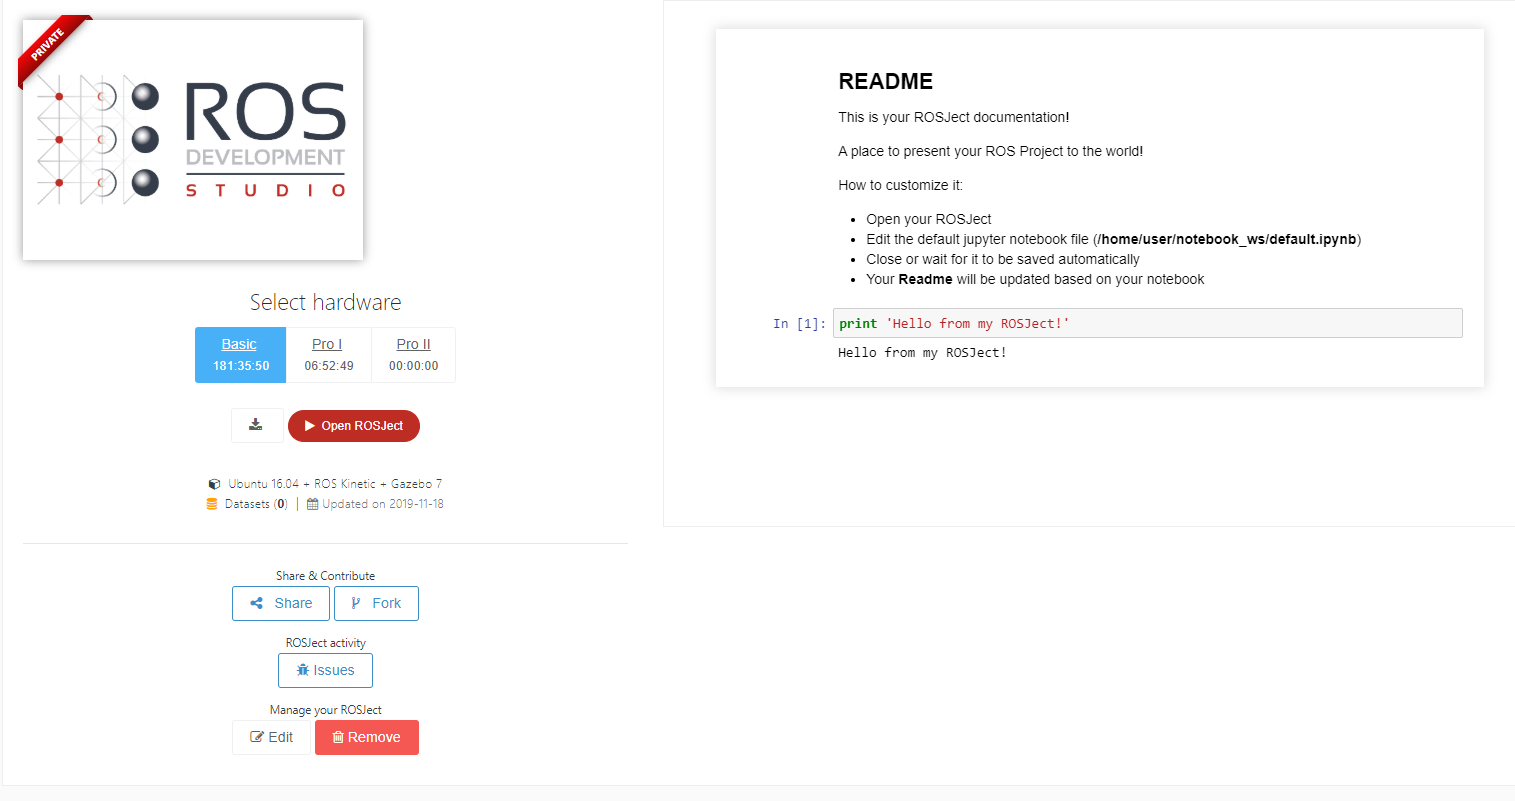 PRIVATE
ROS
DEVELOPMENT
STUDIO
Select hardware
Basic Pro I Pro II
181:35:50 06:52:49 00:00:00
Open ROSJect
Ubuntu 16.04 + ROS Kinetic + Gazebo 7
Datasets (0) | Updated on 2019-11-18
Share & Contribute
Share Fork
ROSJect activity
Issues
Manage your ROSJect
Edit Remove
README
This is your ROSJect documentation!
A place to present your ROS Project to the world!
How to customize it:
• Open your ROSJect
• Edit the default jupyter notebook file (/home/user/notebook_ws/default.ipynb)
• Close or wait for it to be saved automatically
• Your Readme will be updated based on your notebook
In [1]: print 'Hello from my ROSJect!'
Hello from my ROSJect!